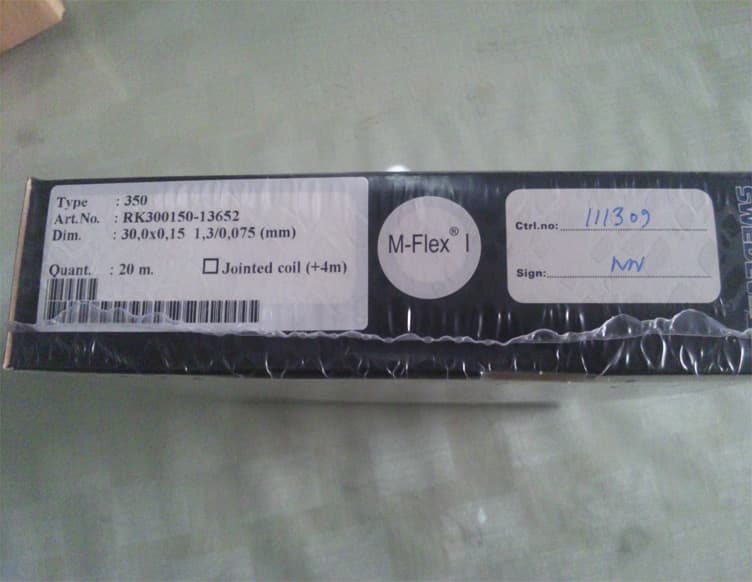 Type : 350
Art.No. : RK300150-13652
Dim. : 30,0x0,15 1,3/0,075 (mm)
Quant. : 20 m. Jointed coil (+4m)
M-Flex® I
Ctrl.no: 111309
Sign: